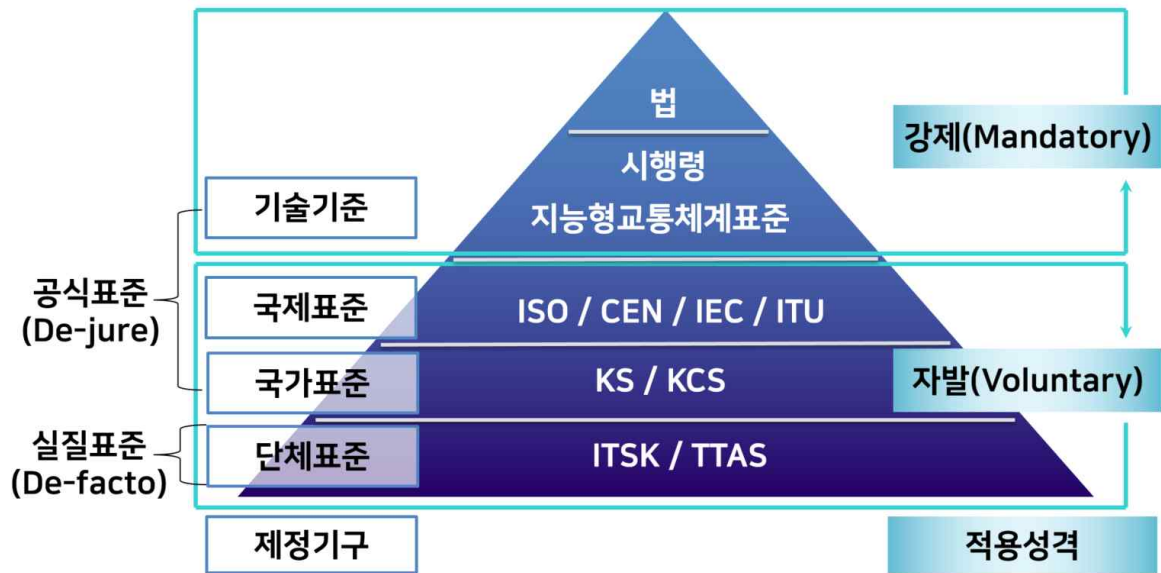 법
강제(Mandatory)
시행령
기술기준
지능형교통체계표준
공식표준
(De-jure)
국제표준
ISO / CEN / IEC / ITU
국가표준
KS / KCS
자발(Voluntary)
실질표준
(De-facto)
단체표준
ITSK / TTAS
제정기구
적용성격